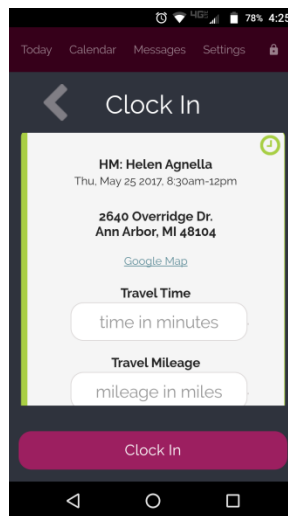 4G 78% 4:25
Today Calendar Messages Settings
Clock In
HM: Helen Agnella
Thu, May 25 2017, 8:30am-12pm
2640 Overridge Dr.
Ann Arbor, MI 48104
Google Map
Travel Time
time in minutes
Travel Mileage
mileage in miles
Clock In